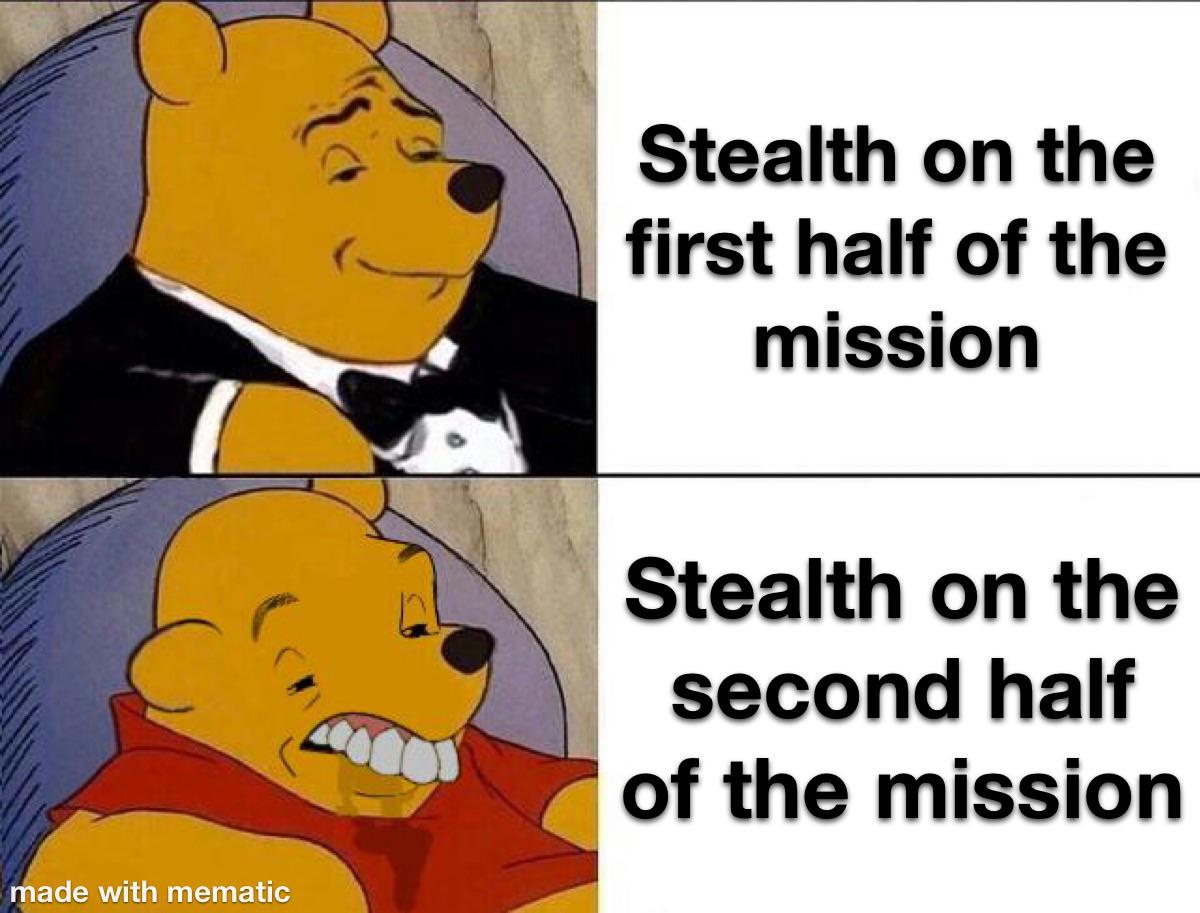 Stealth on the
first half of the
mission
Stealth on the
second half
of the mission
made with mematic